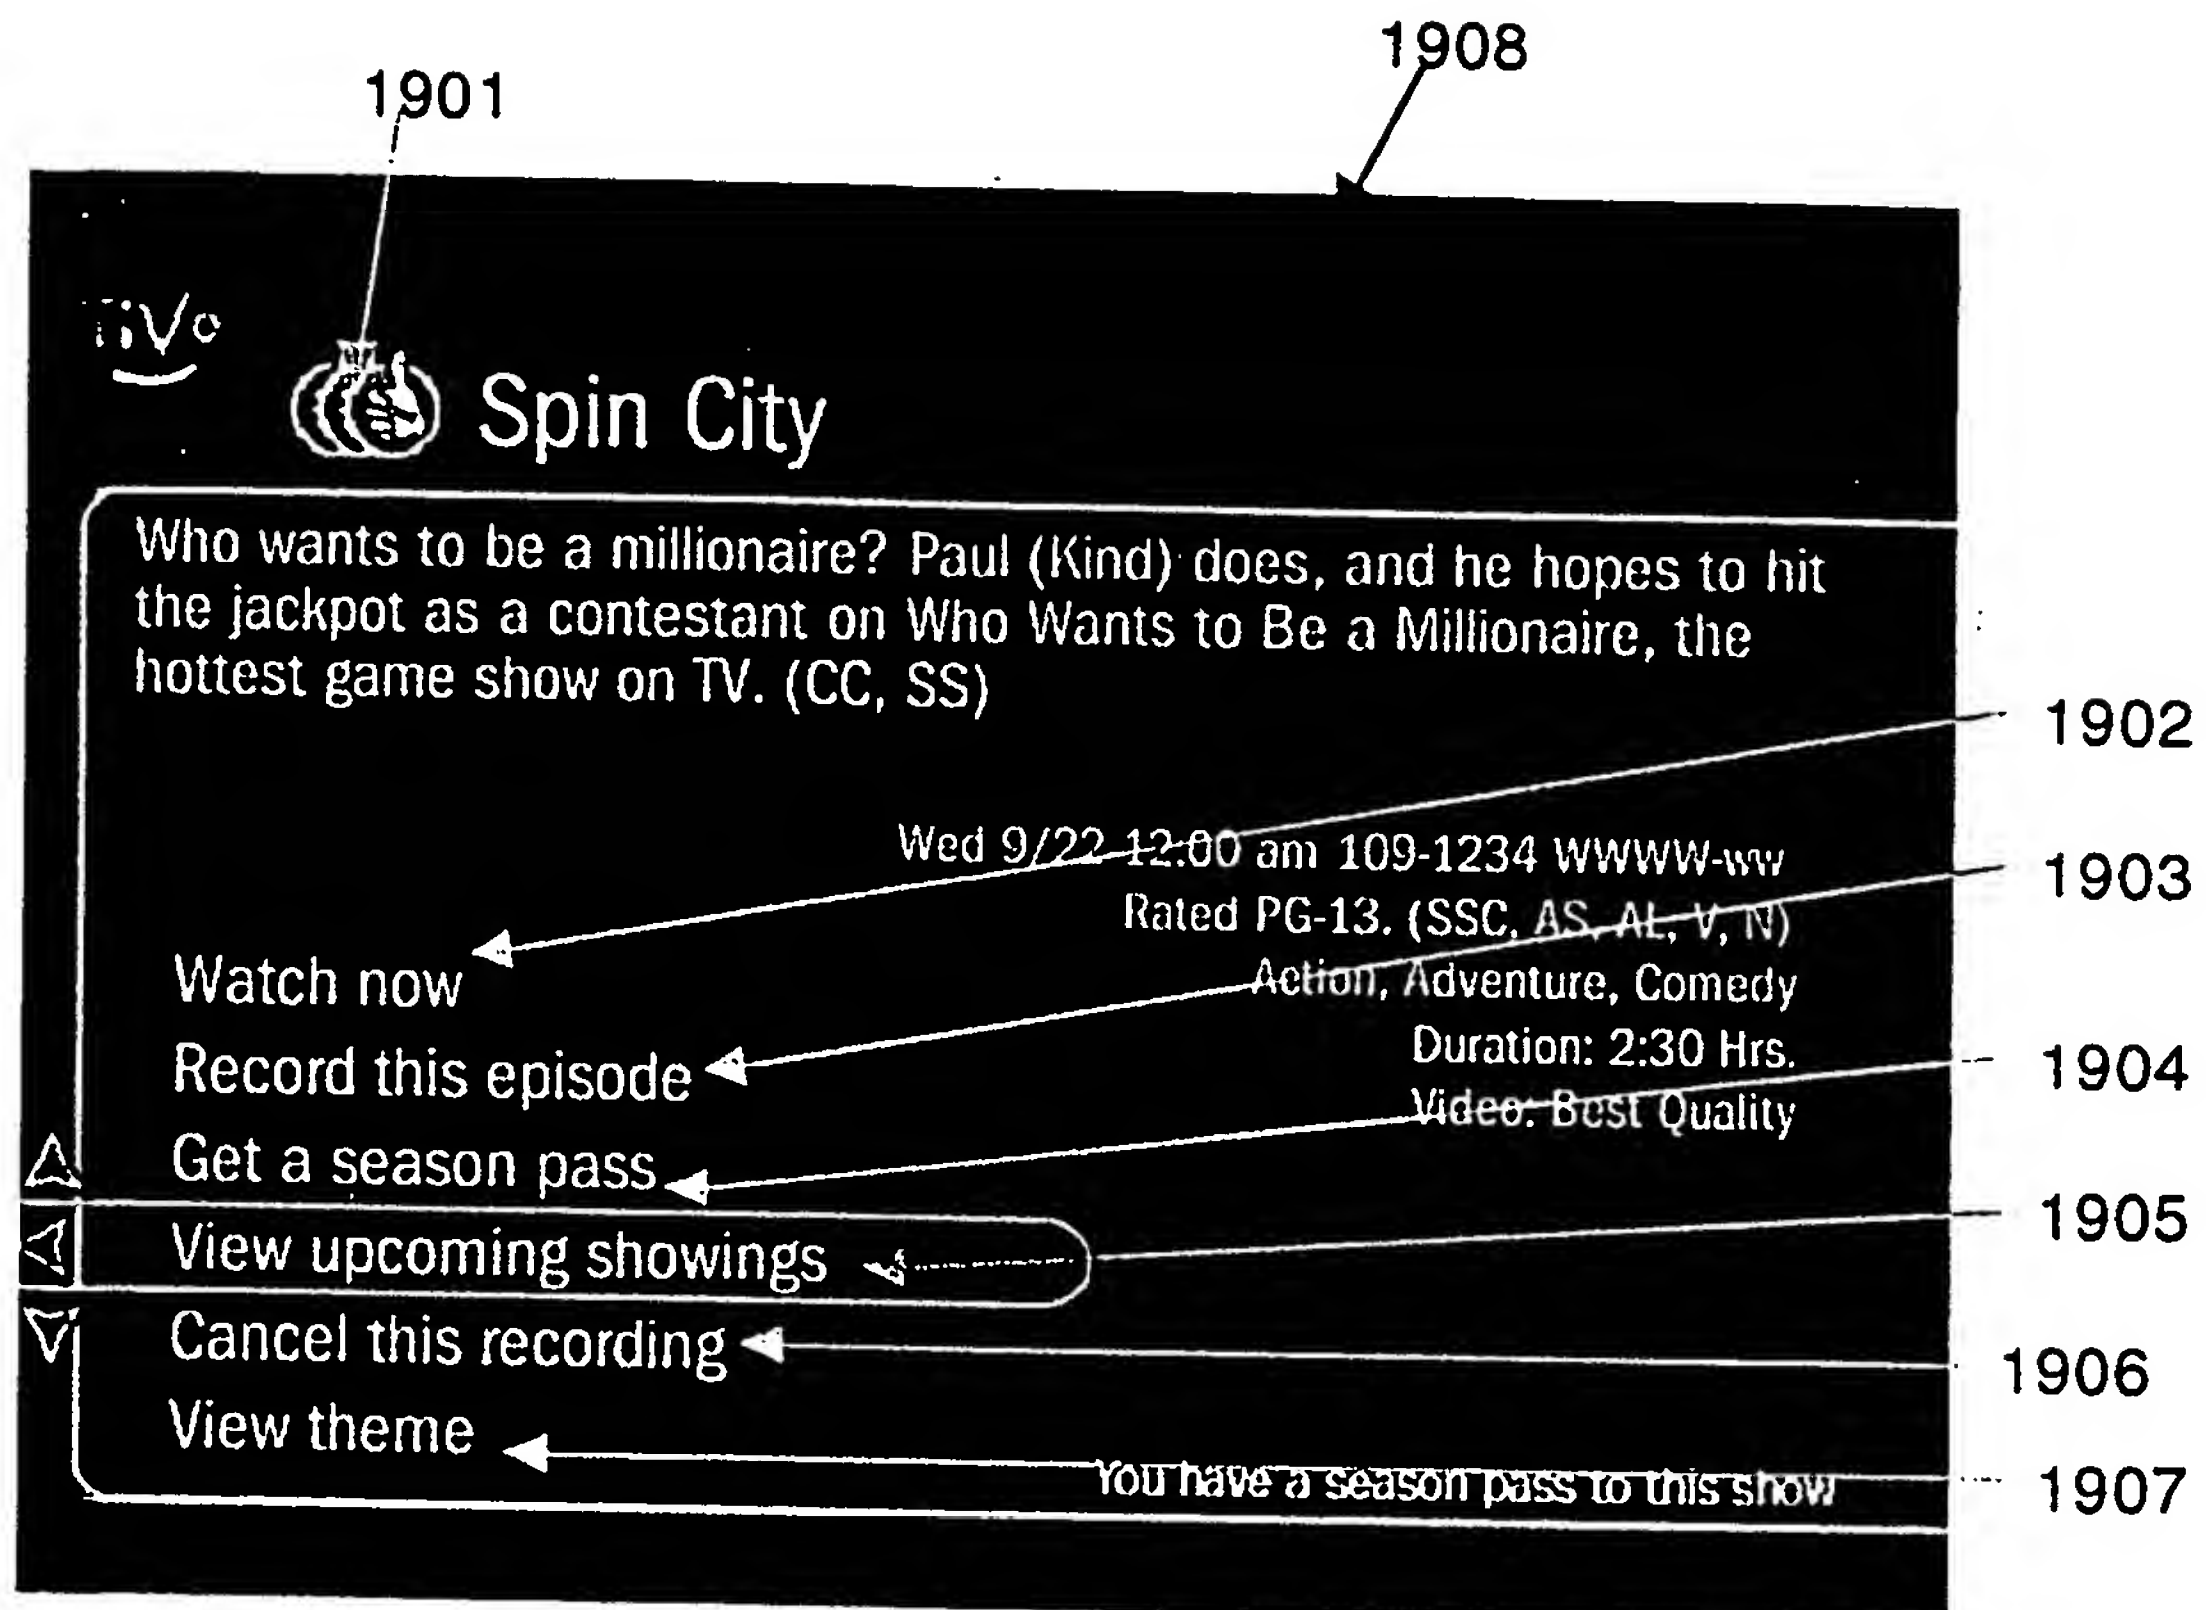 1908
1901
TiVo
Spin City
Who wants to be a millionaire? Paul (Kind) does, and he hopes to hit
the jackpot as a contestant on Who Wants to Be a Millionaire, the
hottest game show on TV. (CC, SS)
1902
Wed 9/22 12:00 am 109-1234 WWWW-ww
1903
Rated PG-13. (SSC, AS, AL, V, N)
Watch now
Action, Adventure, Comedy
Duration: 2:30 Hrs.
Record this episode
1904
Video: Best Quality
Get a season pass
1905
View upcoming showings
Cancel this recording
1906
View theme
You have a season pass to this show
1907